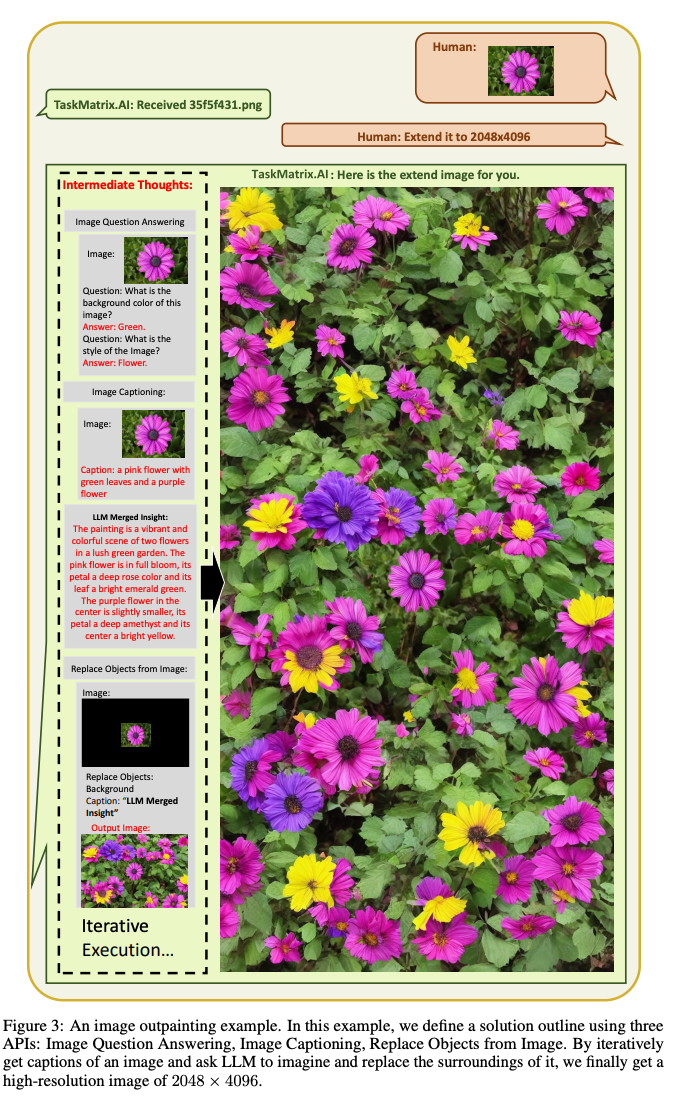 Human:
TaskMatrix.AI: Received 35f5f431.png
Human: Extend it to 2048x4096
TaskMatrix.AI : Here is the extend image for you.
Intermediate Thoughts:
Image Question Answering
Image:
Question: What is the
background color of this
image?
Answer: Green.
Question: What is the
style of the Image?
Answer: Flower.
Image Captioning:
Image:
Caption: a pink flower with
green leaves and a purple
flower
LLM Merged Insight:
The painting is a vibrant and
colorful scene of two flowers
in a lush green garden. The
pink flower is in full bloom, its
petal a deep rose color and its
leaf a bright emerald green.
The purple flower in the
center is slightly smaller, its
petal a deep amethyst and its
center a bright yellow.
Replace Objects from Image:
Image:
Replace Objects:
Background
Caption: “LLM Merged
Insight”
Output Image:
Iterative
Execution...
Figure 3: An image outpainting example. In this example, we define a solution outline using three
APIs: Image Question Answering, Image Captioning, Replace Objects from Image. By iteratively
get captions of an image and ask LLM to imagine and replace the surroundings of it, we finally get a
high-resolution image of 2048 × 4096.